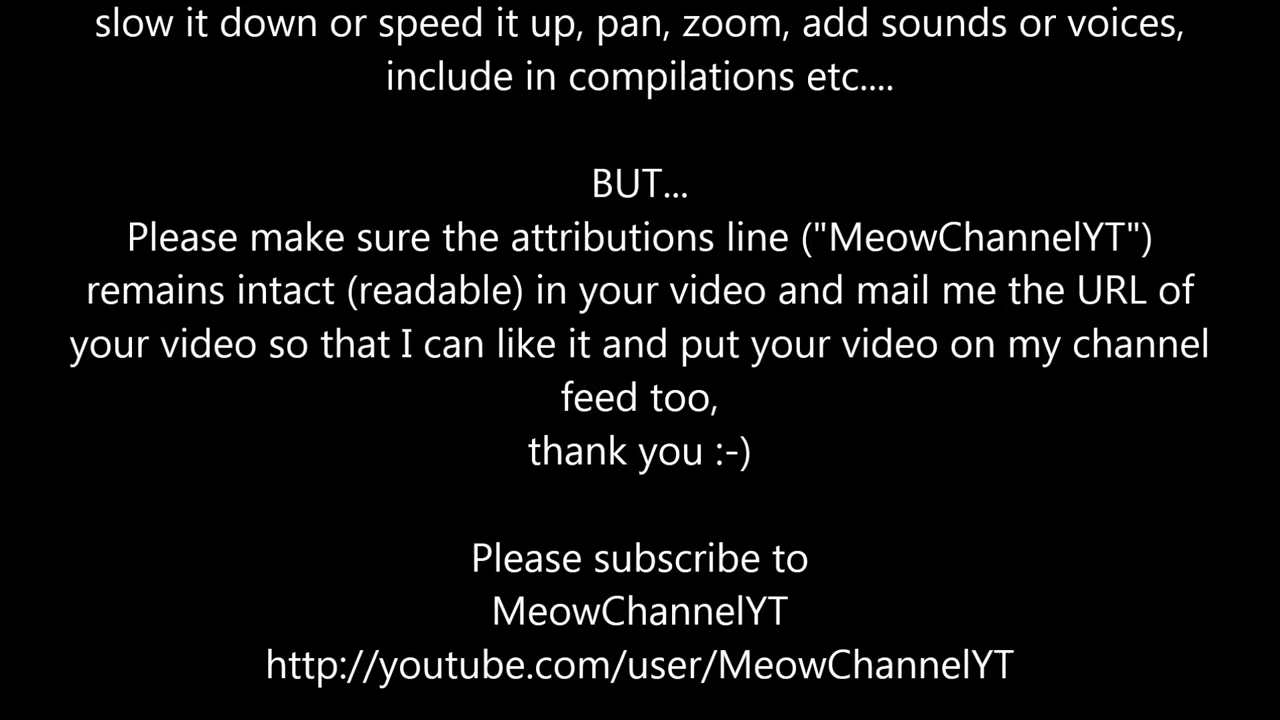 slow it down or speed it up, pan, zoom, add sounds or voices,
include in compilations etc....
BUT...
Please make sure the attributions line ("MeowChannelYT")
remains intact (readable) in your video and mail me the URL of
your video so that I can like it and put your video on my channel
feed too,
thank you :-)
Please subscribe to
MeowChannelYT
http://youtube.com/user/MeowChannelYT